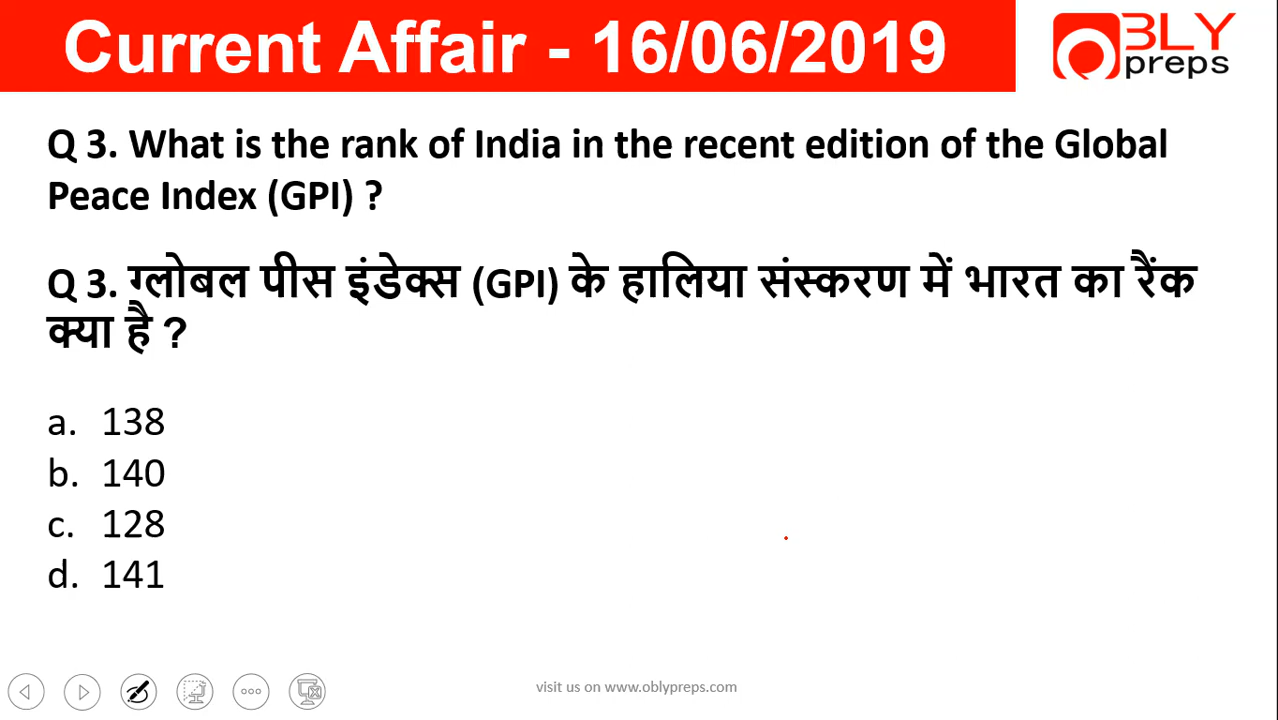 Current Affair - 16/06/2019
BLY
preps
Q 3. What is the rank of India in the recent edition of the Global
Peace Index (GPI) ?
Q 3. ग्लोबल पीस इंडेक्स (GPI) के हालिया संस्करण में भारत का रैंक
क्या है ?
a. 138
b. 140
c. 128
d. 141
visit us on www.oblypreps.com